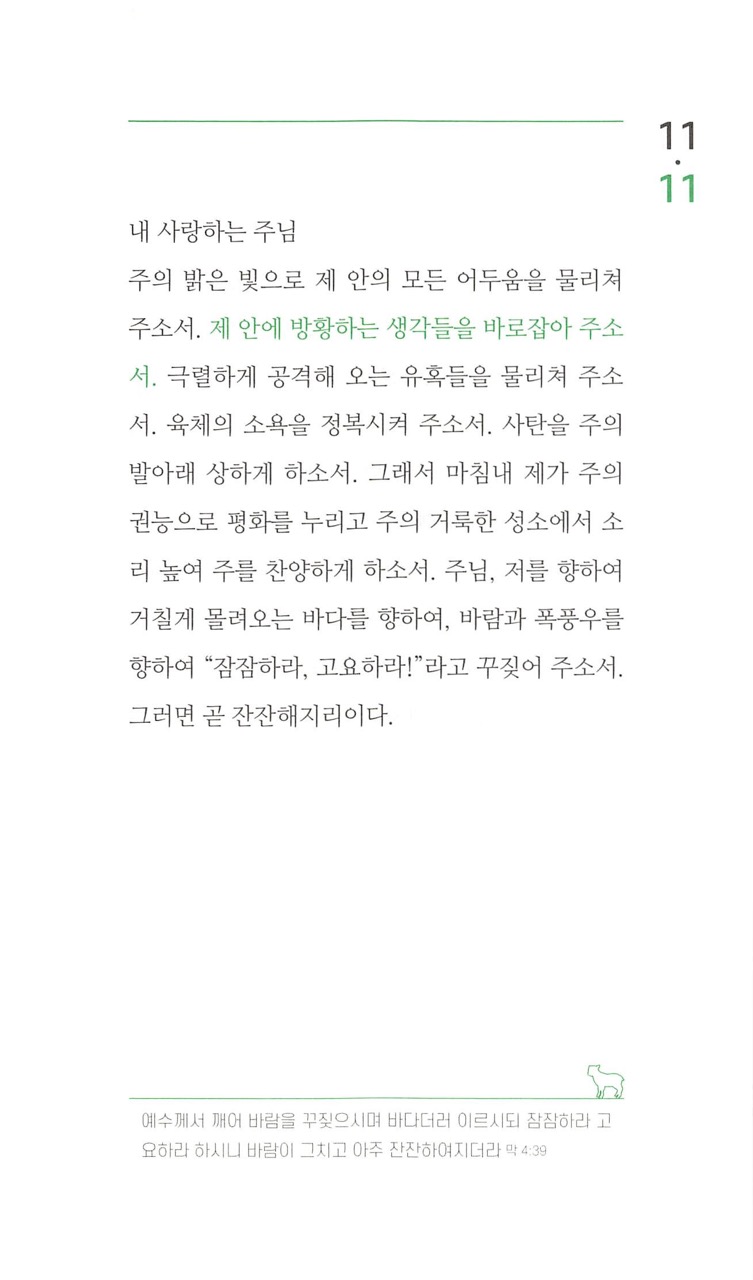 11
·
11
내 사랑하는 주님
주의 밝은 빛으로 제 안의 모든 어두움을 물리쳐
주소서. 제 안에 방황하는 생각들을 바로잡아 주소
서. 극렬하게 공격해 오는 유혹들을 물리쳐 주소
서. 육체의 소욕을 정복시켜 주소서. 사탄을 주의
발아래 상하게 하소서. 그래서 마침내 제가 주의
권능으로 평화를 누리고 주의 거룩한 성소에서 소
리 높여 주를 찬양하게 하소서. 주님, 저를 향하여
거칠게 몰려오는 바다를 향하여, 바람과 폭풍우를
향하여 “잠잠하라, 고요하라!”라고 꾸짖어 주소서.
그러면 곧 잔잔해지리이다.
예수께서 깨어 바람을 꾸짖으시며 바다더러 이르시되 잠잠하라 고
요하라 하시니 바람이 그치고 아주 잔잔하여지더라 막 4:39